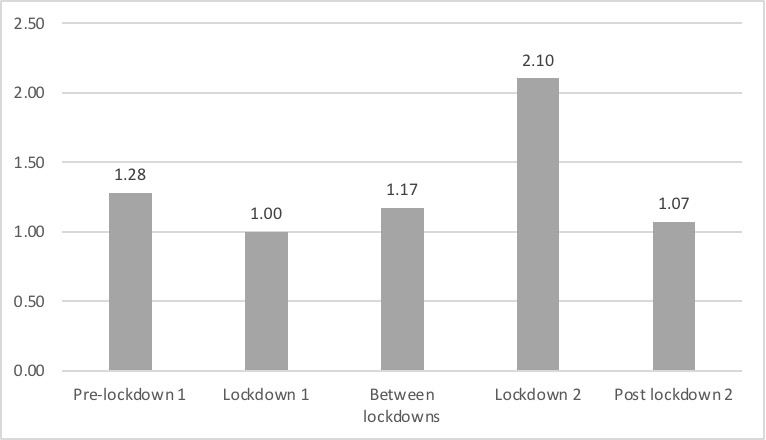 2.50
2.00
1.50
1.00
0.50
0.00
1.28
1.00
1.17
2.10
1.07
Pre-lockdown 1
Lockdown 1
Between
lockdowns
Lockdown 2
Post lockdown 2